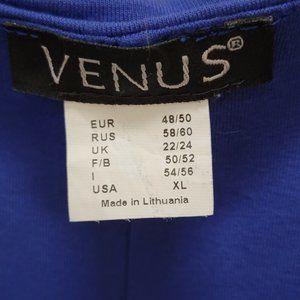 VENUS®
EUR 48/50
RUS 58/60
UK 22/24
F/B 50/52
I 54/56
USA XL
Made in Lithuania